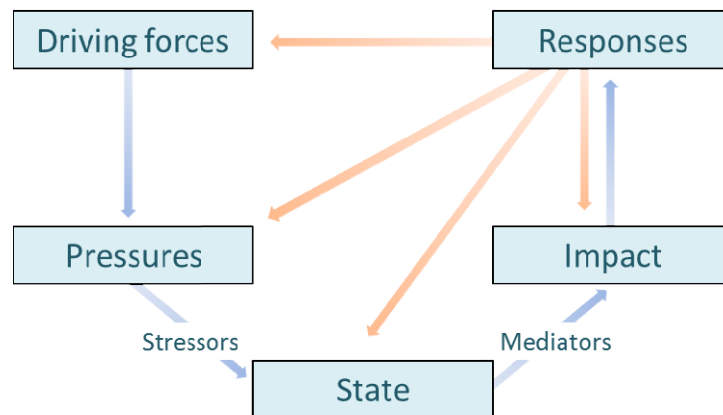 Driving forces
Responses
Pressures
Impact
Stressors
Mediators
State